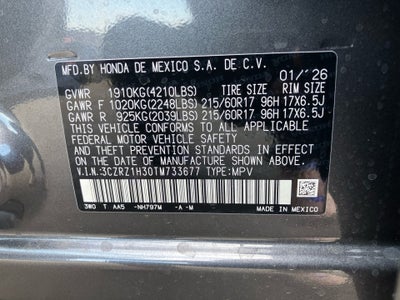 MFD.BY HONDA DE MEXICO S.A. DE C.V.
01/'26
GVWR 1910KG(4210LBS) TIRE SIZE RIM SIZE
GAWR F 1020KG(2248LBS) 215/60R17 96H 17X6.5J
GAWR R 925KG(2039LBS) 215/60R17 96H 17X6.5J
THIS VEHICLE CONFORMS TO ALL APPLICABLE
FEDERAL MOTOR VEHICLE SAFETY
AND THEFT PREVENTION STANDARDS IN EFFECT ON THE
DATE OF MANUFACTURE SHOWN ABOVE.
V.I.N.:3CZRZ1H30TM733677 TYPE:MPV
3W0 T AA5 -NH797M -A -M MADE IN MEXICO